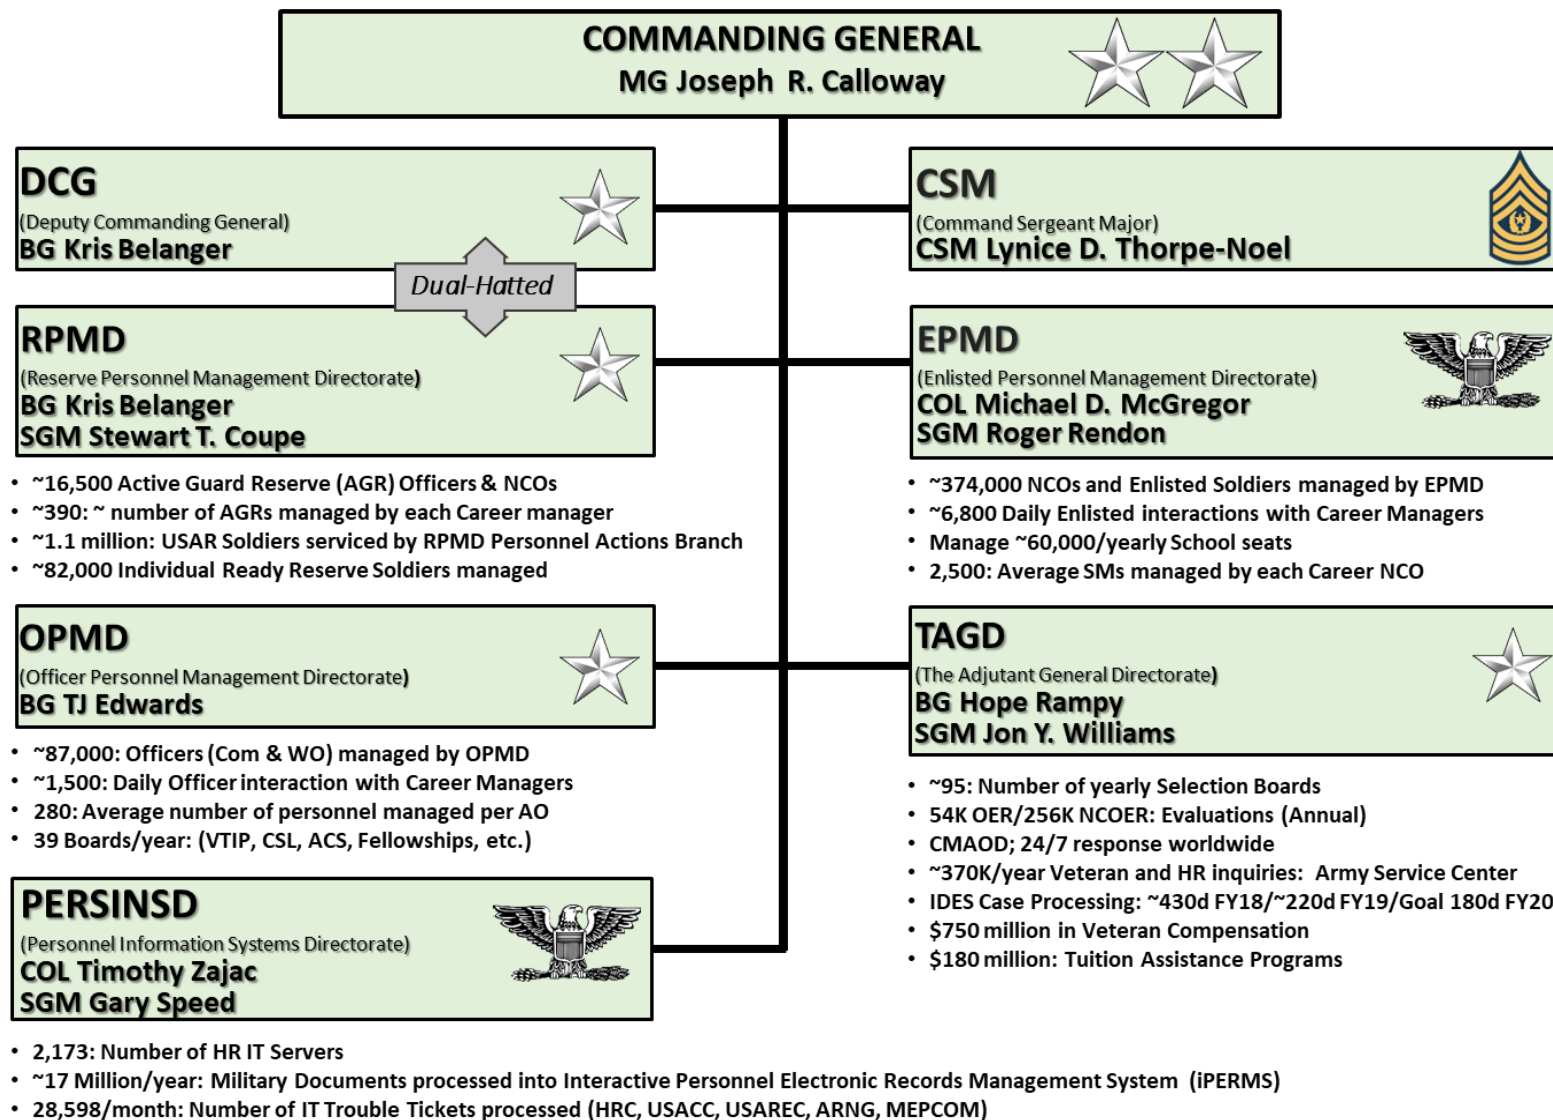 COMMANDING GENERAL
MG Joseph R. Calloway
DCG
(Deputy Commanding General)
BG Kris Belanger
CSM
(Command Sergeant Major)
CSM Lynice D. Thorpe-Noel
Dual-Hatted
RPMD
(Reserve Personnel Management Directorate)
BG Kris Belanger
SGM Stewart T. Coupe
• ~16,500 Active Guard Reserve (AGR) Officers & NCOs
• ~390: ~ number of AGRs managed by each Career manager
• ~1.1 million: USAR Soldiers serviced by RPMD Personnel Actions Branch
• ~82,000 Individual Ready Reserve Soldiers managed
EPMD
(Enlisted Personnel Management Directorate)
COL Michael D. McGregor
SGM Roger Rendon
• ~374,000 NCOs and Enlisted Soldiers managed by EPMD
• ~6,800 Daily Enlisted interactions with Career Managers
• Manage ~60,000/yearly School seats
• 2,500: Average SMs managed by each Career NCO
OPMD
(Officer Personnel Management Directorate)
BG TJ Edwards
• ~87,000: Officers (Com & WO) managed by OPMD
• ~1,500: Daily Officer interaction with Career Managers
• 280: Average number of personnel managed per AO
• 39 Boards/year: (VTIP, CSL, ACS, Fellowships, etc.)
TAGD
(The Adjutant General Directorate)
BG Hope Rampy
SGM Jon Y. Williams
• ~95: Number of yearly Selection Boards
• 54K OER/256K NCOER: Evaluations (Annual)
• CMAOD; 24/7 response worldwide
• ~370K/year Veteran and HR inquiries: Army Service Center
• IDES Case Processing: ~430d FY18/~220d FY19/Goal 180d FY20
• $750 million in Veteran Compensation
• $180 million: Tuition Assistance Programs
PERSINSD
(Personnel Information Systems Directorate)
COL Timothy Zajac
SGM Gary Speed
• 2,173: Number of HR IT Servers
• ~17 Million/year: Military Documents processed into Interactive Personnel Electronic Records Management System (iPERMS)
• 28,598/month: Number of IT Trouble Tickets processed (HRC, USACC, USAREC, ARNG, MEPCOM)